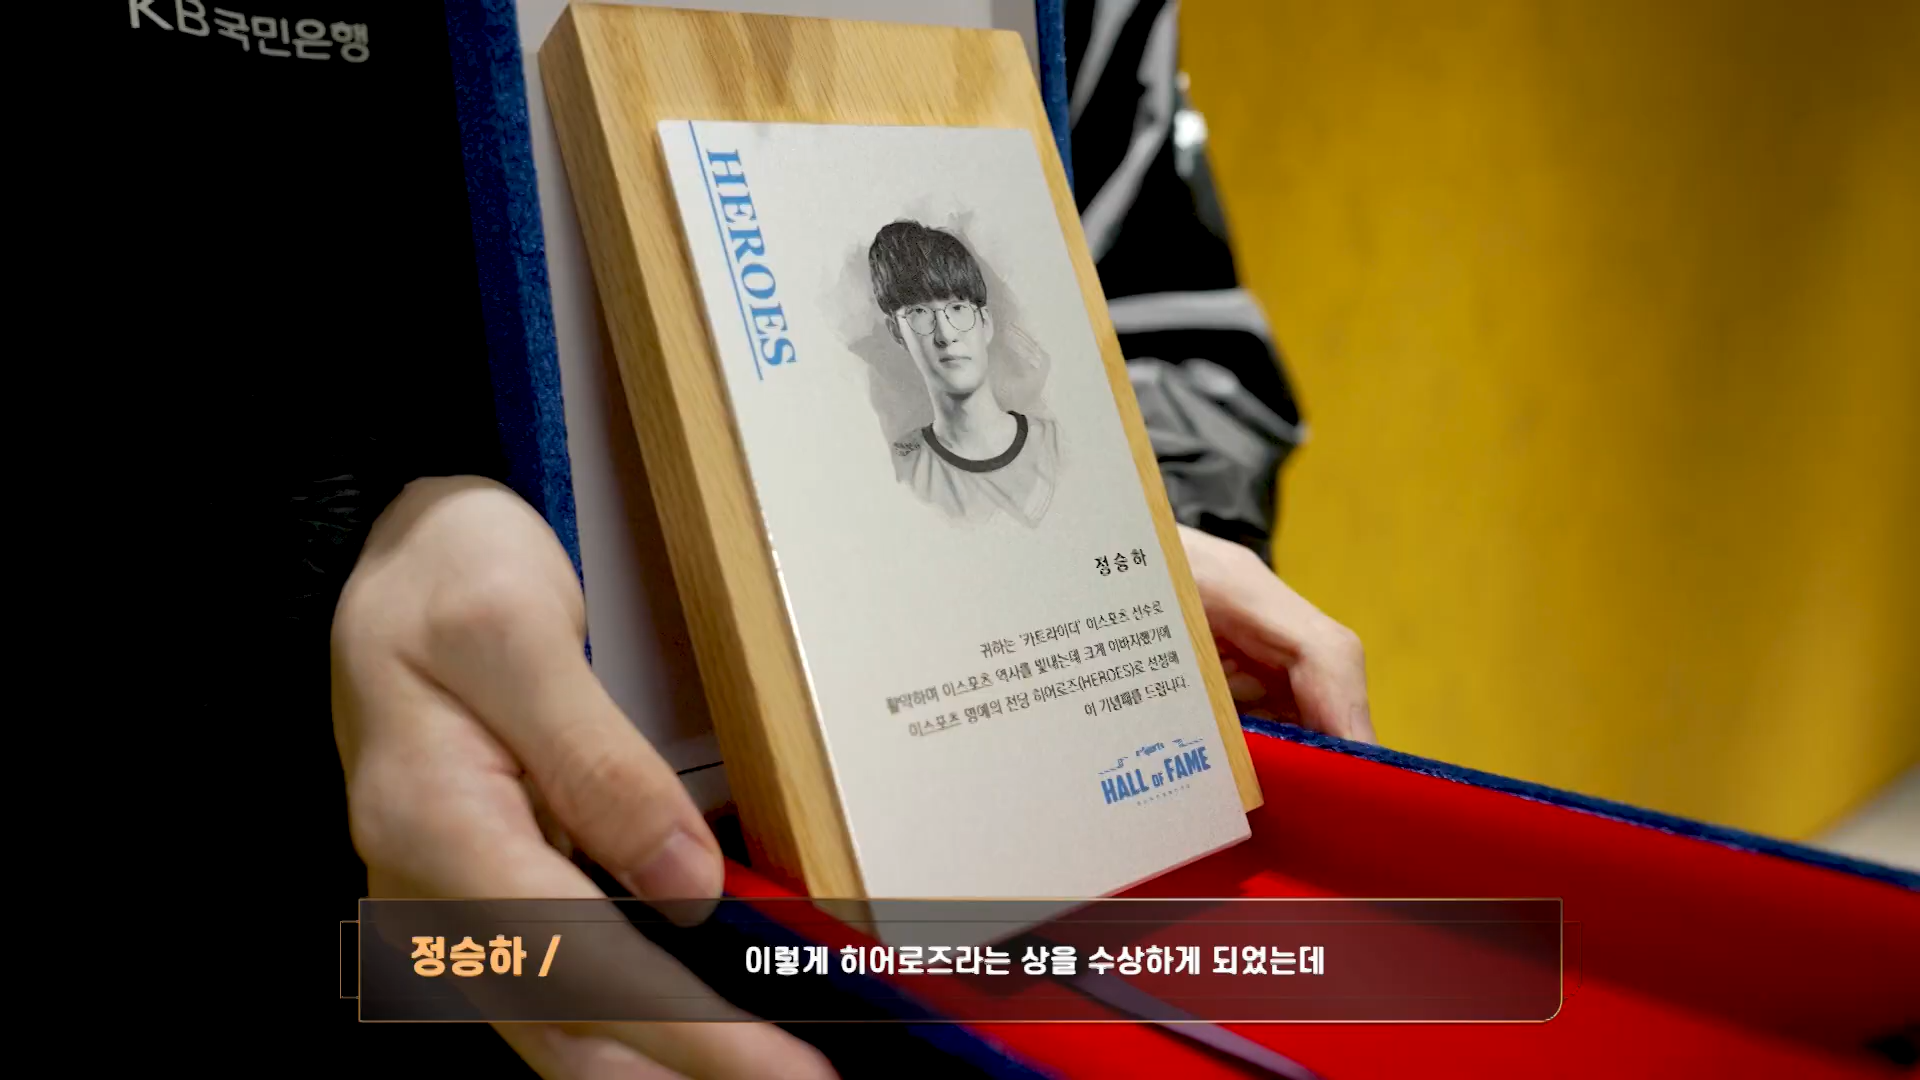 KB국민은행
HEROES
정승하
귀하는 '카트라이더' 이스포츠 선수로
활약하며 이스포츠 역사를 빛내는데 크게 이바지했기에
이스포츠 명예의 전당 히어로즈(HEROES)로 선정해
이 기념패를 드립니다.
e-Sports
HALL OF FAME
정승하 /
이렇게 히어로즈라는 상을 수상하게 되었는데